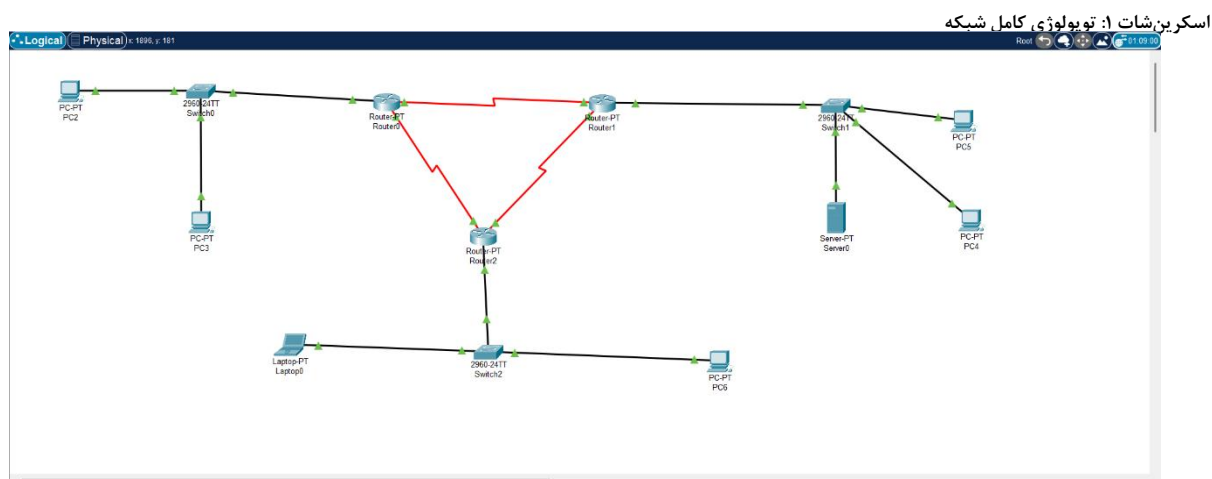 اسکرین‌شات ۱: توپولوژی کامل شبکه
Logical Physical x: 1896, y: 181 Root 01:09:00
PC-PT
PC2
2960-24TT
Switch0
Router-PT
Router0
Router-PT
Router1
2960-24TT
Switch1
PC-PT
PC5
PC-PT
PC3
Router-PT
Router2
Server-PT
Server0
PC-PT
PC4
Laptop-PT
Laptop0
2960-24TT
Switch2
PC-PT
PC6